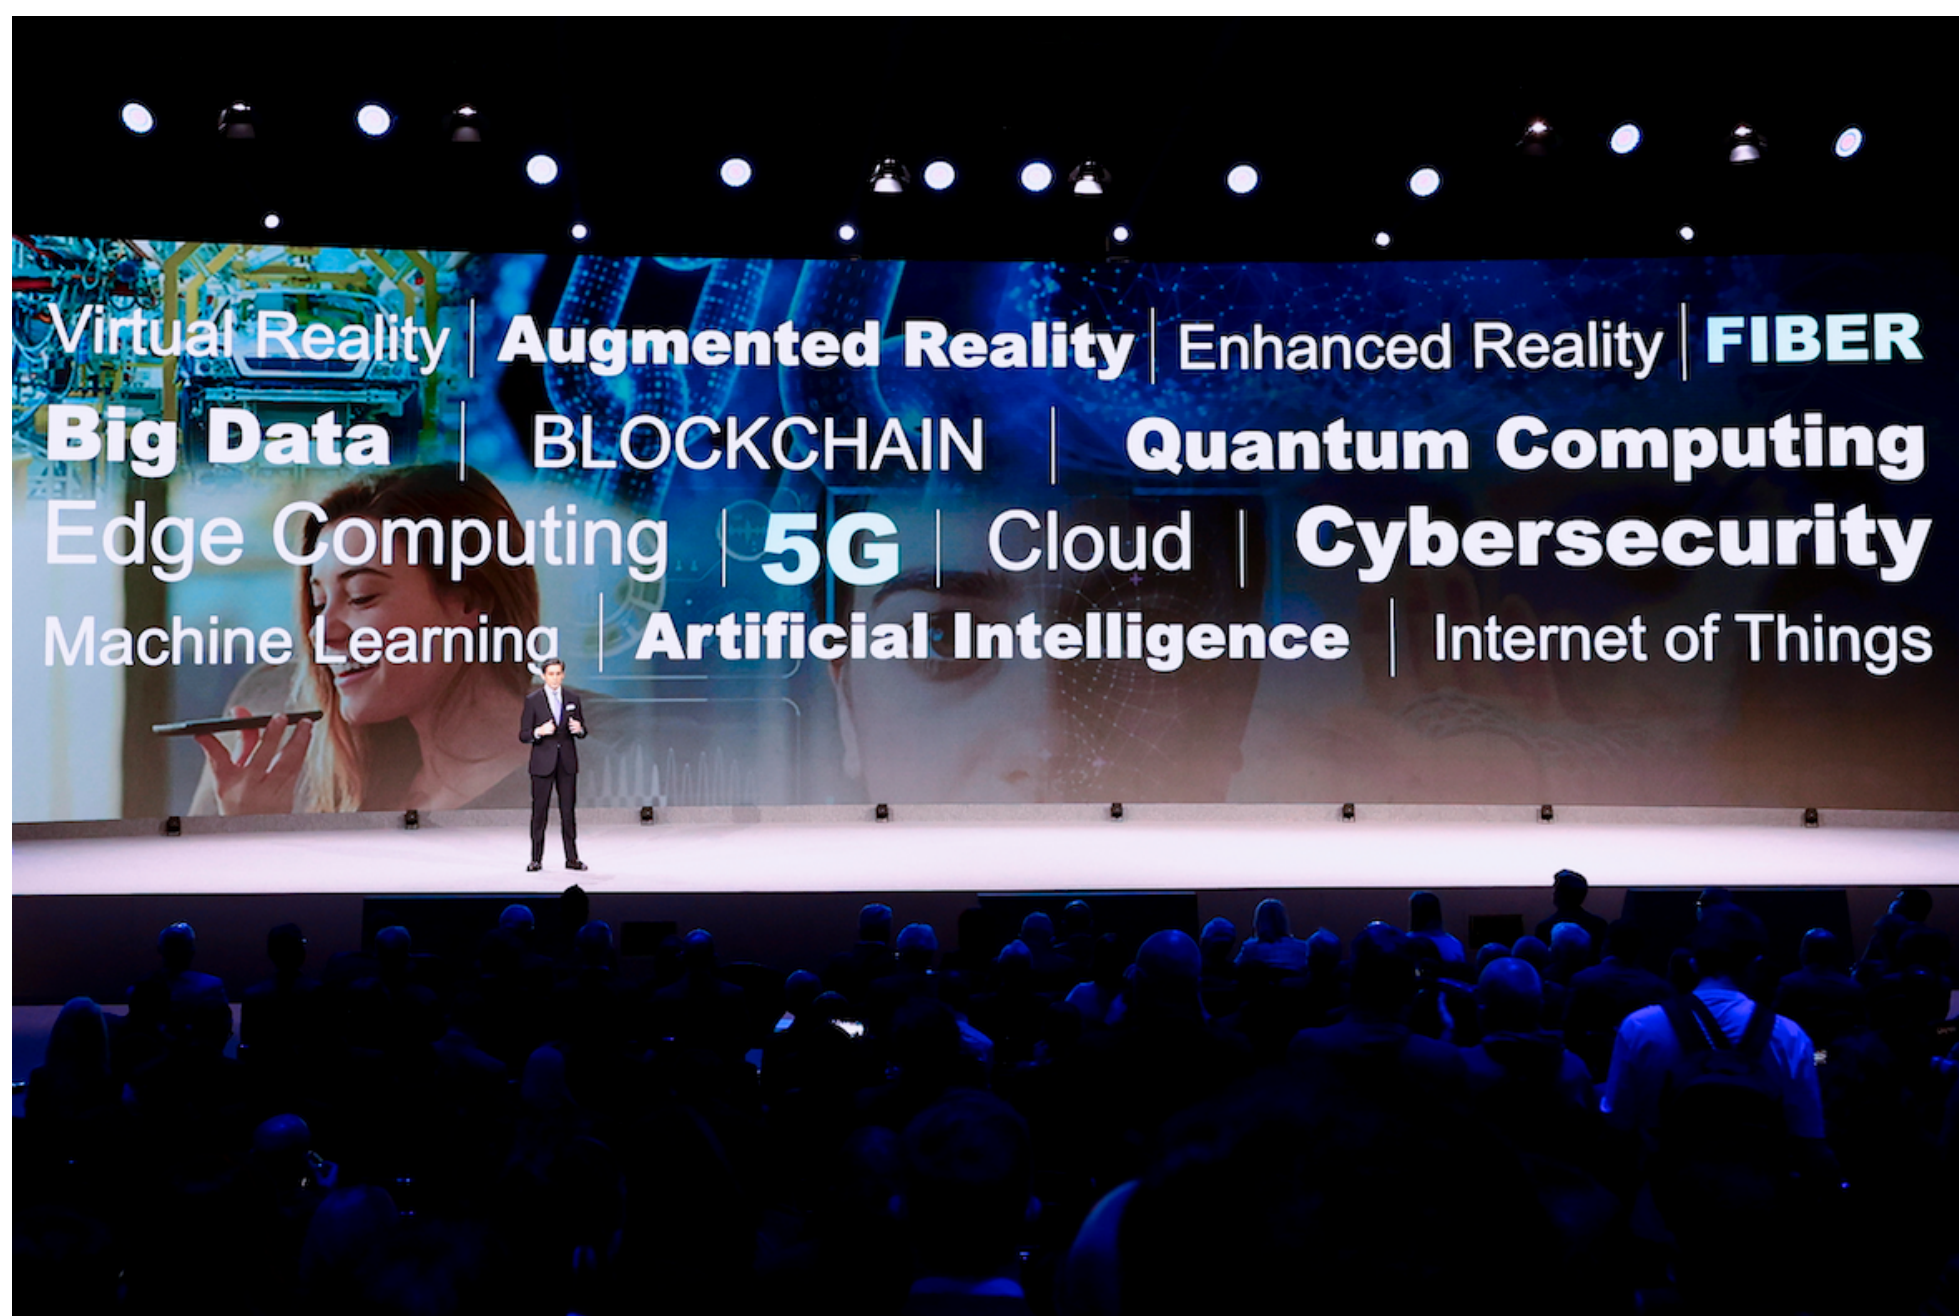 Virtual Reality | Augmented Reality | Enhanced Reality | FIBER
Big Data | BLOCKCHAIN | Quantum Computing
Edge Computing | 5G | Cloud | Cybersecurity
Machine Learning | Artificial Intelligence | Internet of Things